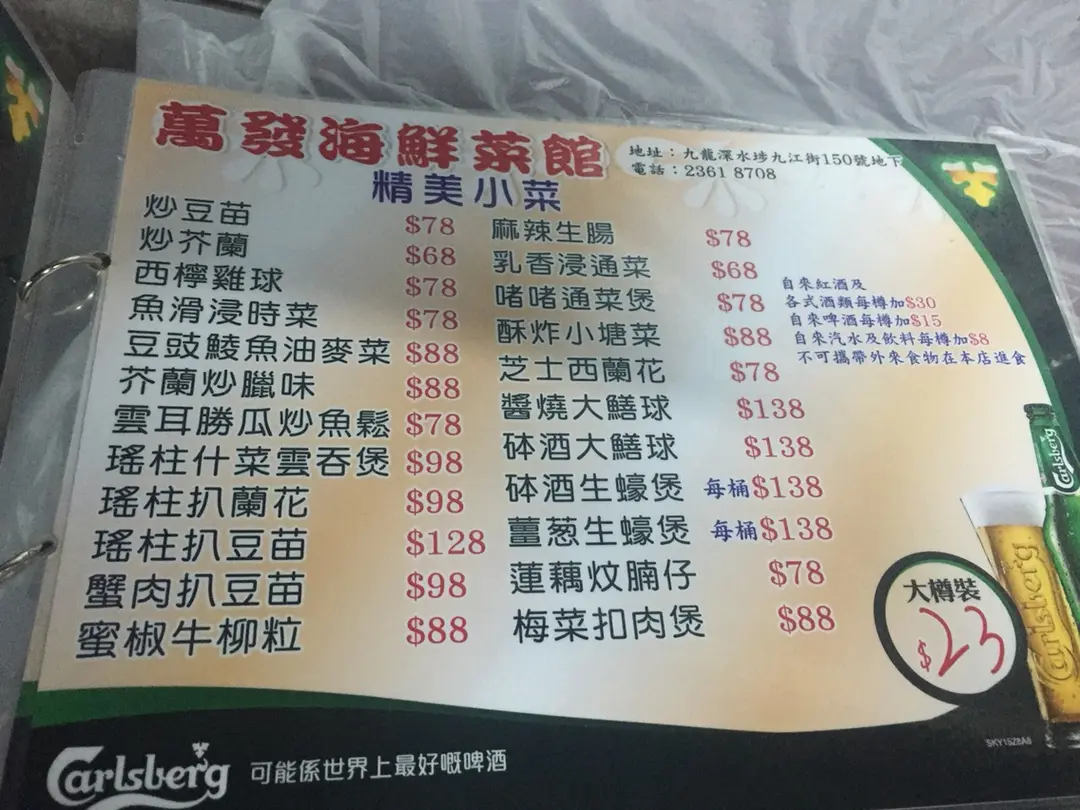 萬發海鮮菜館
地址：九龍深水埗九江街150號地下
電話：2361 8708
精美小菜
炒豆苗 $78
炒芥蘭 $68
西檸雞球 $78
魚滑浸時菜 $78
豆豉鯪魚油麥菜 $88
芥蘭炒臘味 $88
雲耳勝瓜炒魚鬆 $78
瑤柱什菜雲吞煲 $98
瑤柱扒蘭花 $98
瑤柱扒豆苗 $128
蟹肉扒豆苗 $98
蜜椒牛柳粒 $88
麻辣生腸 $78
乳香浸通菜 $68
啫啫通菜煲 $78
酥炸小塘菜 $88
芝士西蘭花 $78
醬燒大鱔球 $138
砵酒大鱔球 $138
砵酒生蠔煲 每桶$138
薑葱生蠔煲 每桶$138
蓮藕炆腩仔 $78
梅菜扣肉煲 $88
自來紅酒及
各式酒類每樽加$30
自來啤酒每樽加$15
自來汽水及飲料每樽加$8
不可攜帶外來食物在本店進食
Carlsberg
Carlsberg
大樽裝
$23
SKY15Z8A8
Carlsberg 可能係世界上最好嘅啤酒